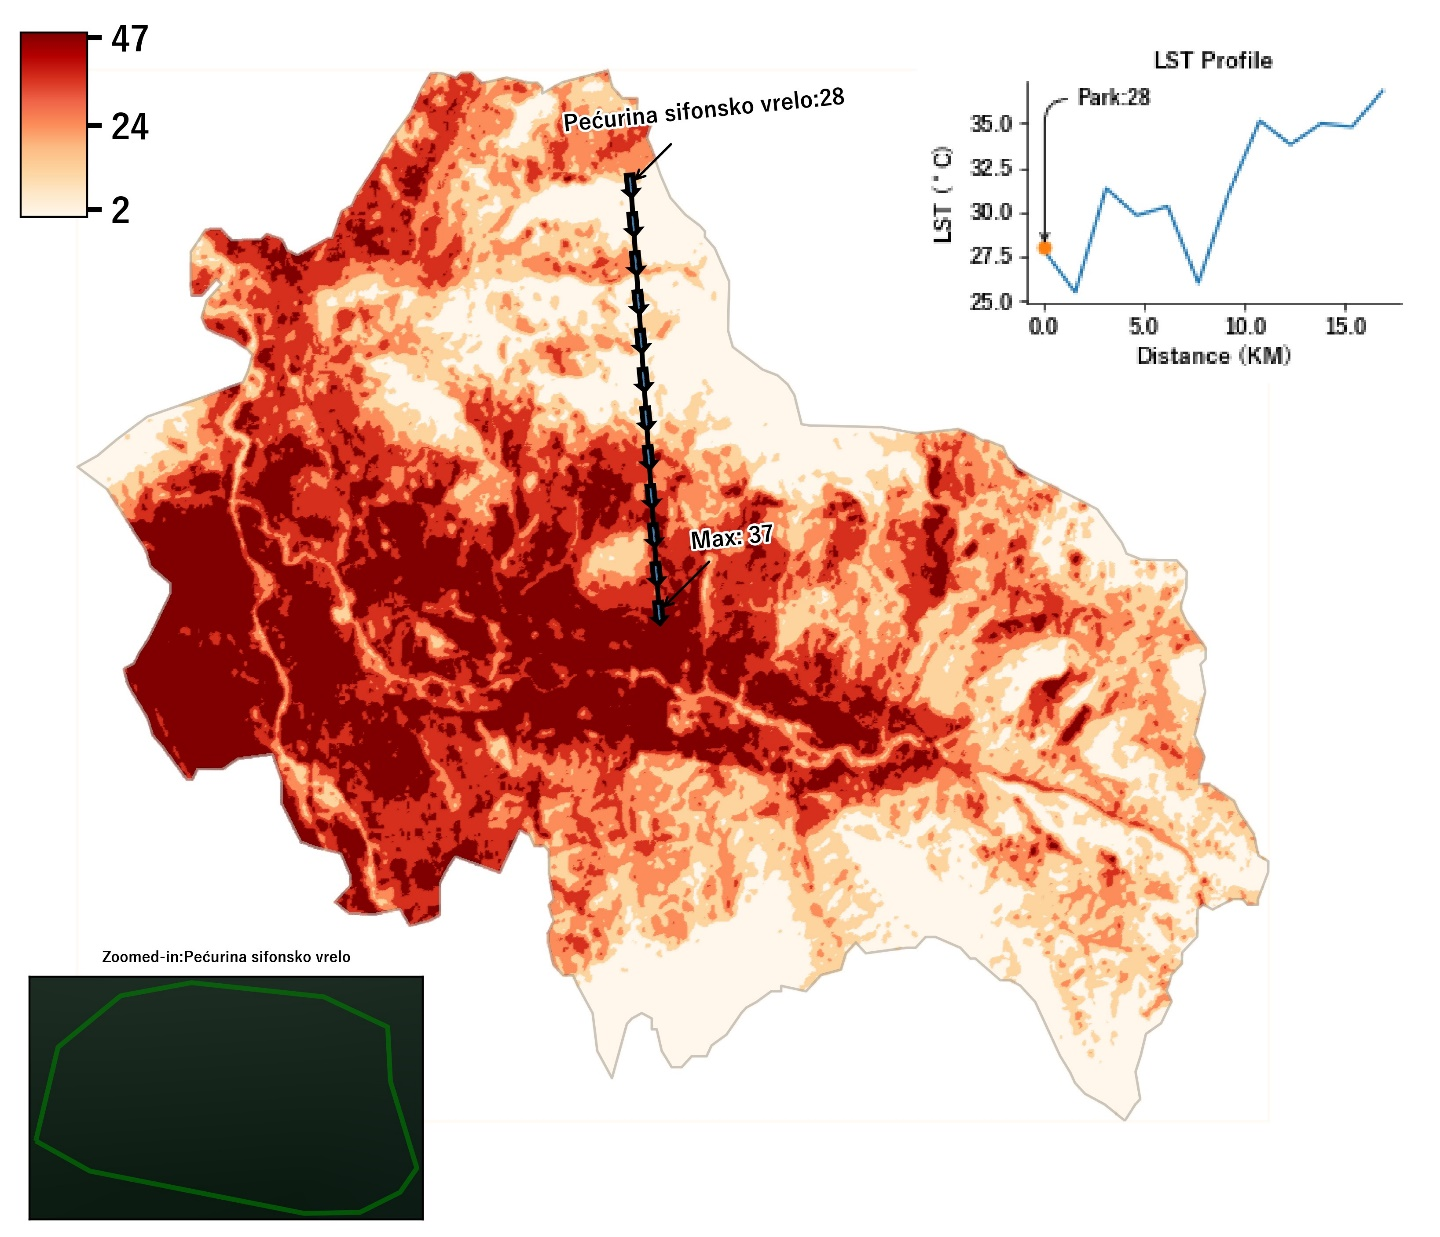 47
24
2
Pećurina sifonsko vrelo:28
Max: 37
LST Profile
Park:28
LST (°C)
35.0
32.5
30.0
27.5
25.0
0.0 5.0 10.0 15.0
Distance (KM)
Zoomed-in:Pećurina sifonsko vrelo